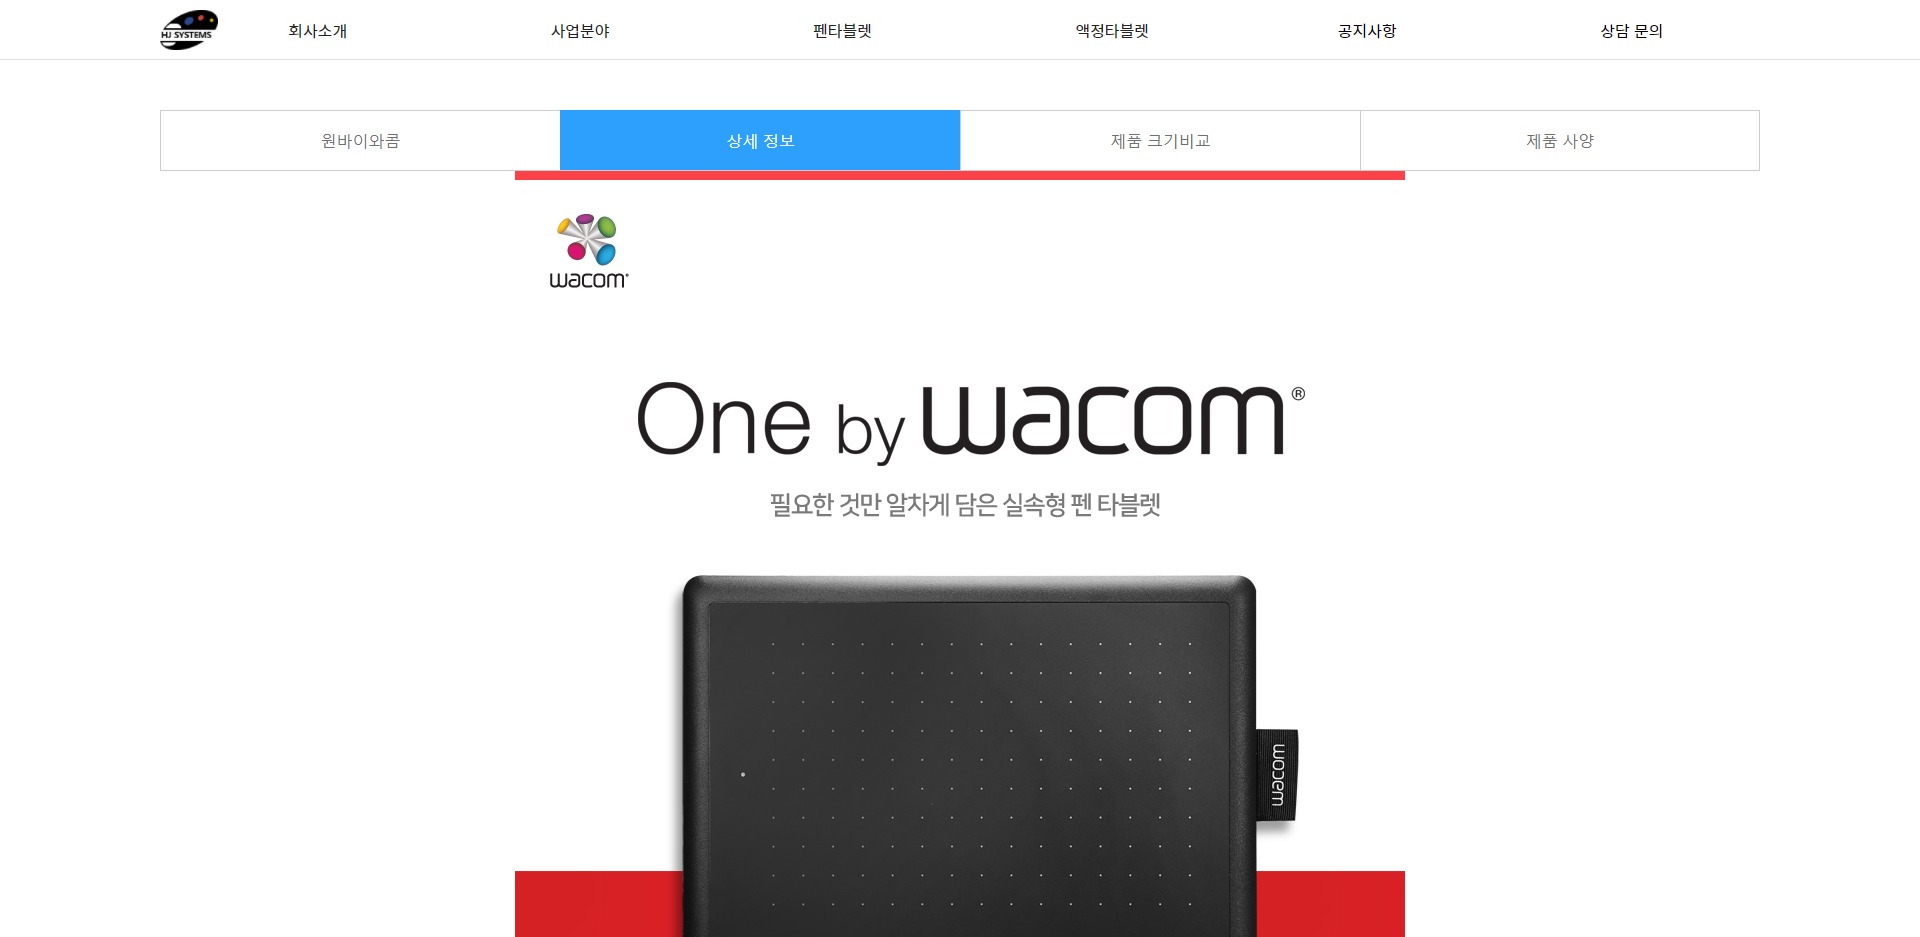 HJ SYSTEMS
회사소개
사업분야
펜타블렛
액정타블렛
공지사항
상담 문의
원바이와콤
상세 정보
제품 크기비교
제품 사양
wacom®
One by wacom®
필요한 것만 알차게 담은 실속형 펜 타블렛
wacom